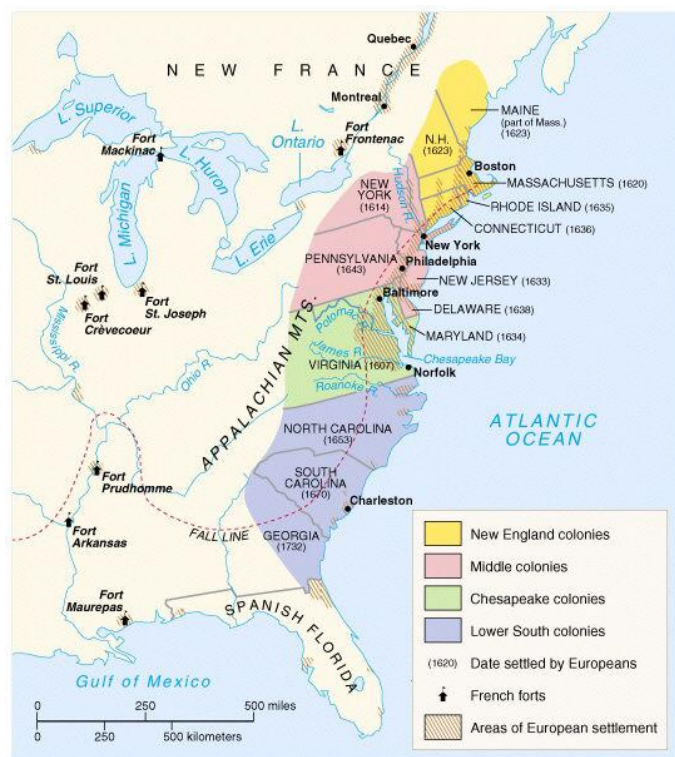 Quebec
NEW FRANCE
Montreal
L. Superior
Fort
Mackinac
L. Huron
L.
Ontario
Fort
Frontenac
MAINE
(part of Mass.)
(1623)
N.H.
(1623)
Boston
L. Michigan
NEW
YORK
(1614)
Hudson R.
MASSACHUSETTS (1620)
RHODE ISLAND (1635)
CONNECTICUT (1636)
L. Erie
New York
PENNSYLVANIA
(1643)
Philadelphia
Fort
St. Louis
Fort
St. Joseph
Fort
Crèvecoeur
NEW JERSEY (1633)
Baltimore
DELAWARE (1638)
Mississippi R.
Potomac R.
MARYLAND (1634)
James R.
Chesapeake Bay
VIRGINIA (1607)
Norfolk
Ohio R.
Roanoke R.
APPALACHIAN MTS.
NORTH CAROLINA
(1653)
ATLANTIC
OCEAN
Fort
Prudhomme
SOUTH
CAROLINA
(1670)
Charleston
Fort
Arkansas
FALL LINE
GEORGIA
(1732)
Fort
Maurepas
SPANISH FLORIDA
Gulf of Mexico
0 250 500 miles
0 250 500 kilometers
New England colonies
Middle colonies
Chesapeake colonies
Lower South colonies
(1620) Date settled by Europeans
French forts
Areas of European settlement